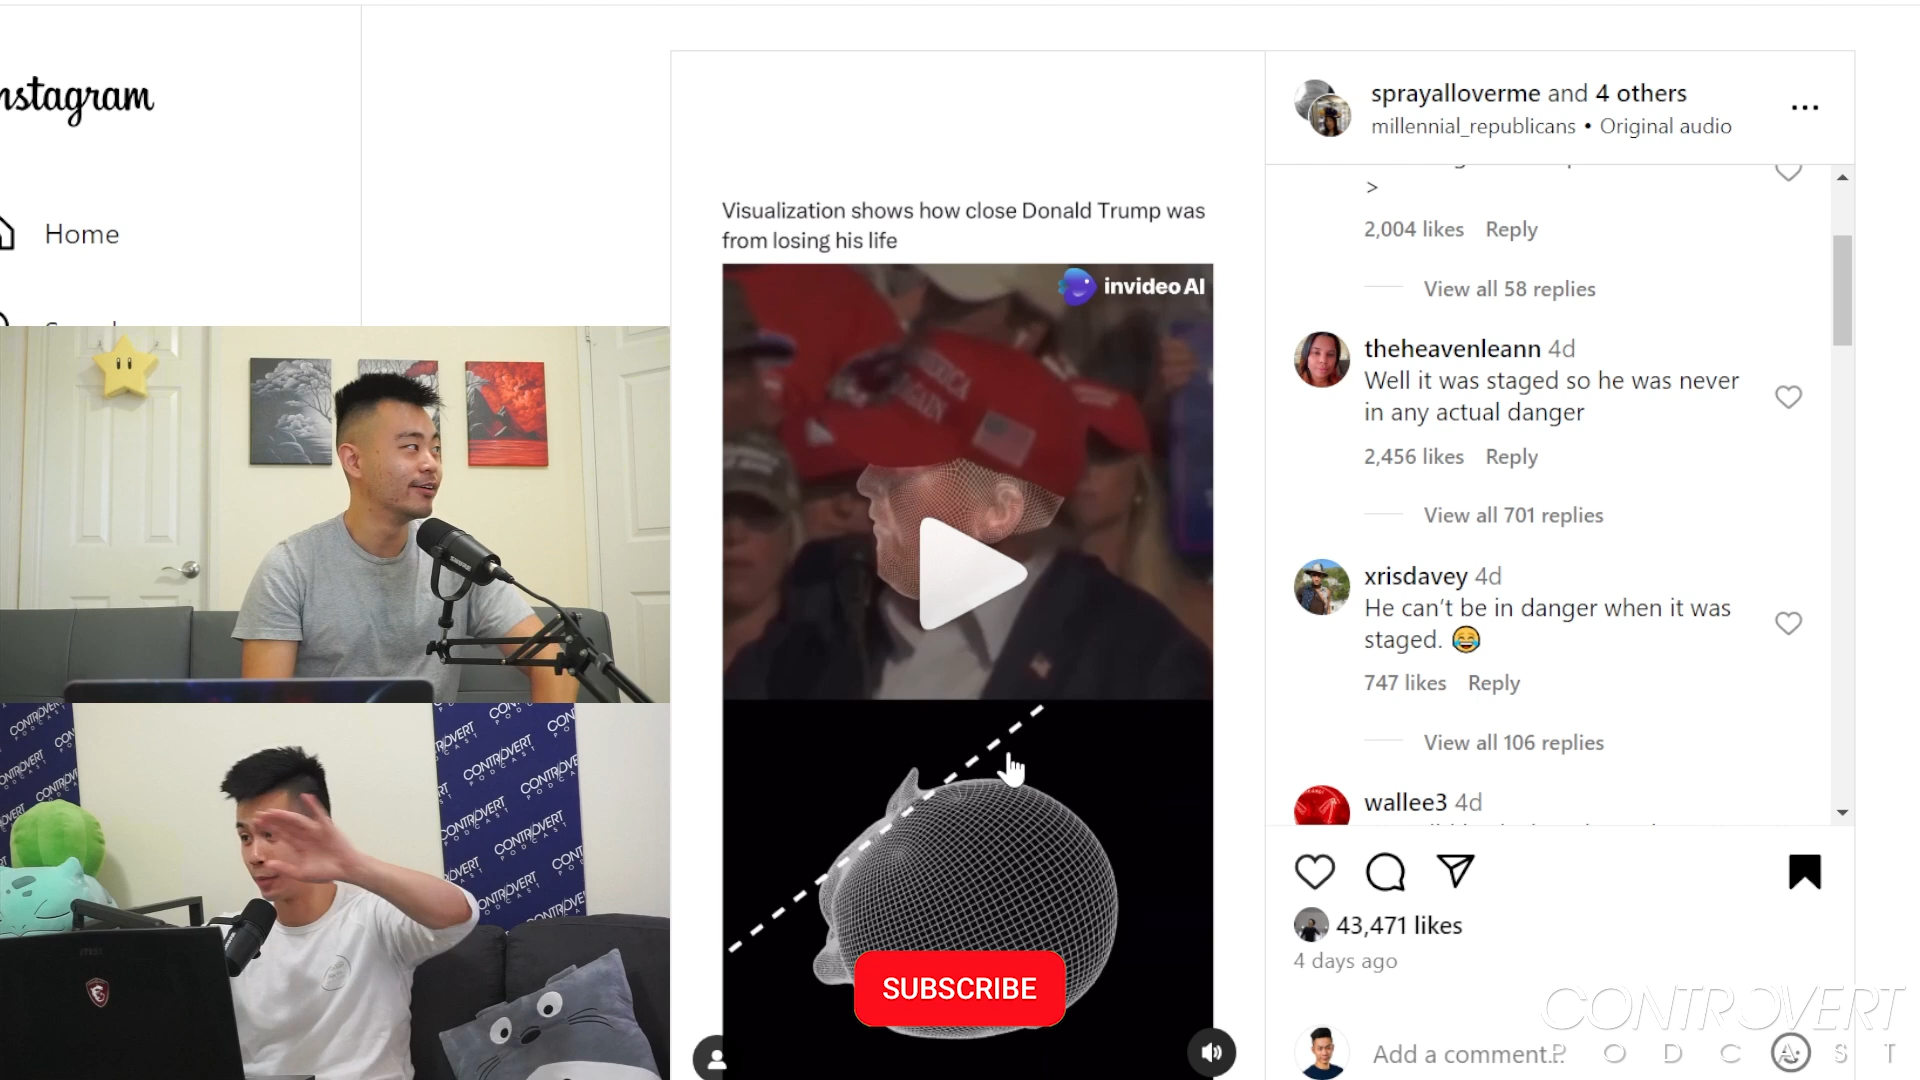 nstagram
Home
Visualization shows how close Donald Trump was
from losing his life
invideo AI
AGAIN
SUBSCRIBE
sprayalloverme and 4 others
millennial_republicans • Original audio
>
2,004 likes Reply
View all 58 replies
theheavenleann 4d
Well it was staged so he was never
in any actual danger
2,456 likes Reply
View all 701 replies
xrisdavey 4d
He can't be in danger when it was
staged. 😂
747 likes Reply
View all 106 replies
wallee3 4d
43,471 likes
4 days ago
Add a comment...
CONTROVERT
PODCAST
CONTROVERT
PODCAST